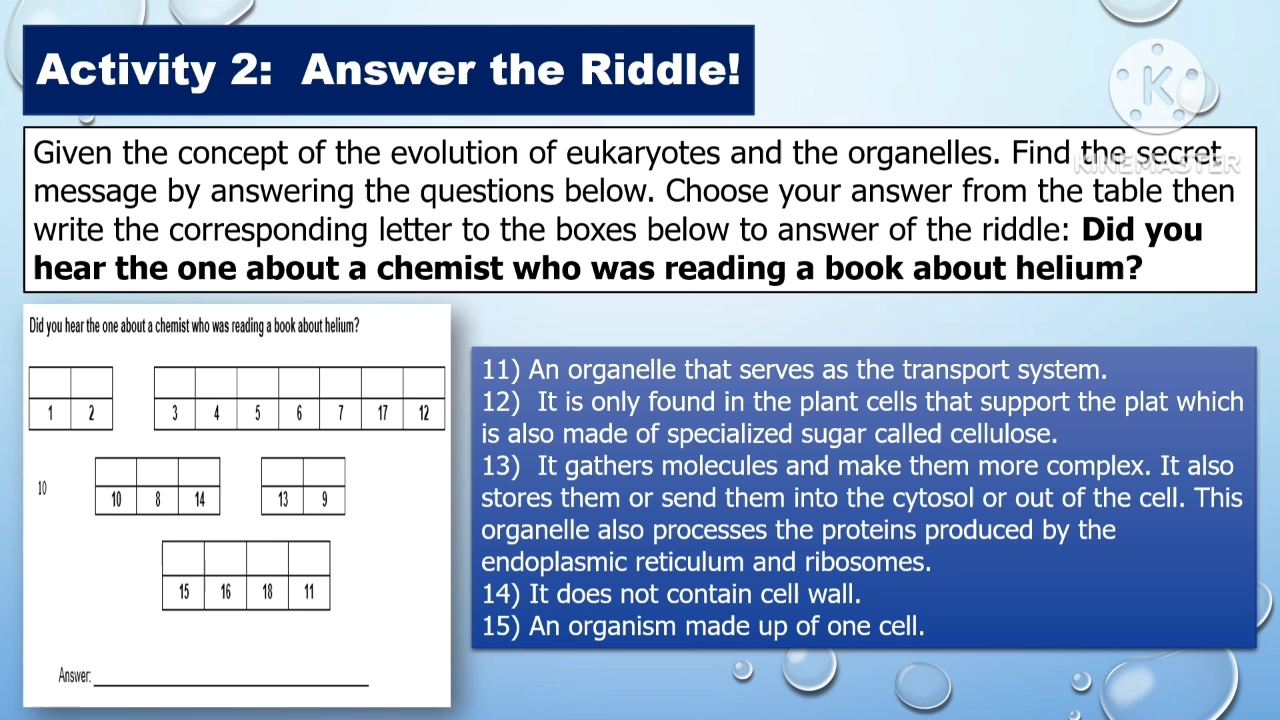 Activity 2: Answer the Riddle!
K
KINEMASTER
Given the concept of the evolution of eukaryotes and the organelles. Find the secret
message by answering the questions below. Choose your answer from the table then
write the corresponding letter to the boxes below to answer of the riddle: Did you
hear the one about a chemist who was reading a book about helium?
Did you hear the one about a chemist who was reading a book about helium?
1 2 3 4 5 6 7 17 12
10 10 8 14 13 9
15 16 18 11
Answer:
11) An organelle that serves as the transport system.
12) It is only found in the plant cells that support the plat which
is also made of specialized sugar called cellulose.
13) It gathers molecules and make them more complex. It also
stores them or send them into the cytosol or out of the cell. This
organelle also processes the proteins produced by the
endoplasmic reticulum and ribosomes.
14) It does not contain cell wall.
15) An organism made up of one cell.